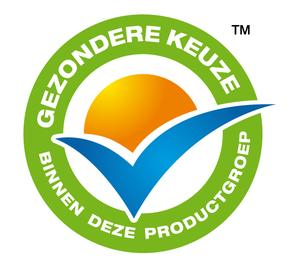 GEZONDERE KEUZE
TM
BINNEN DEZE PRODUCTGROEP